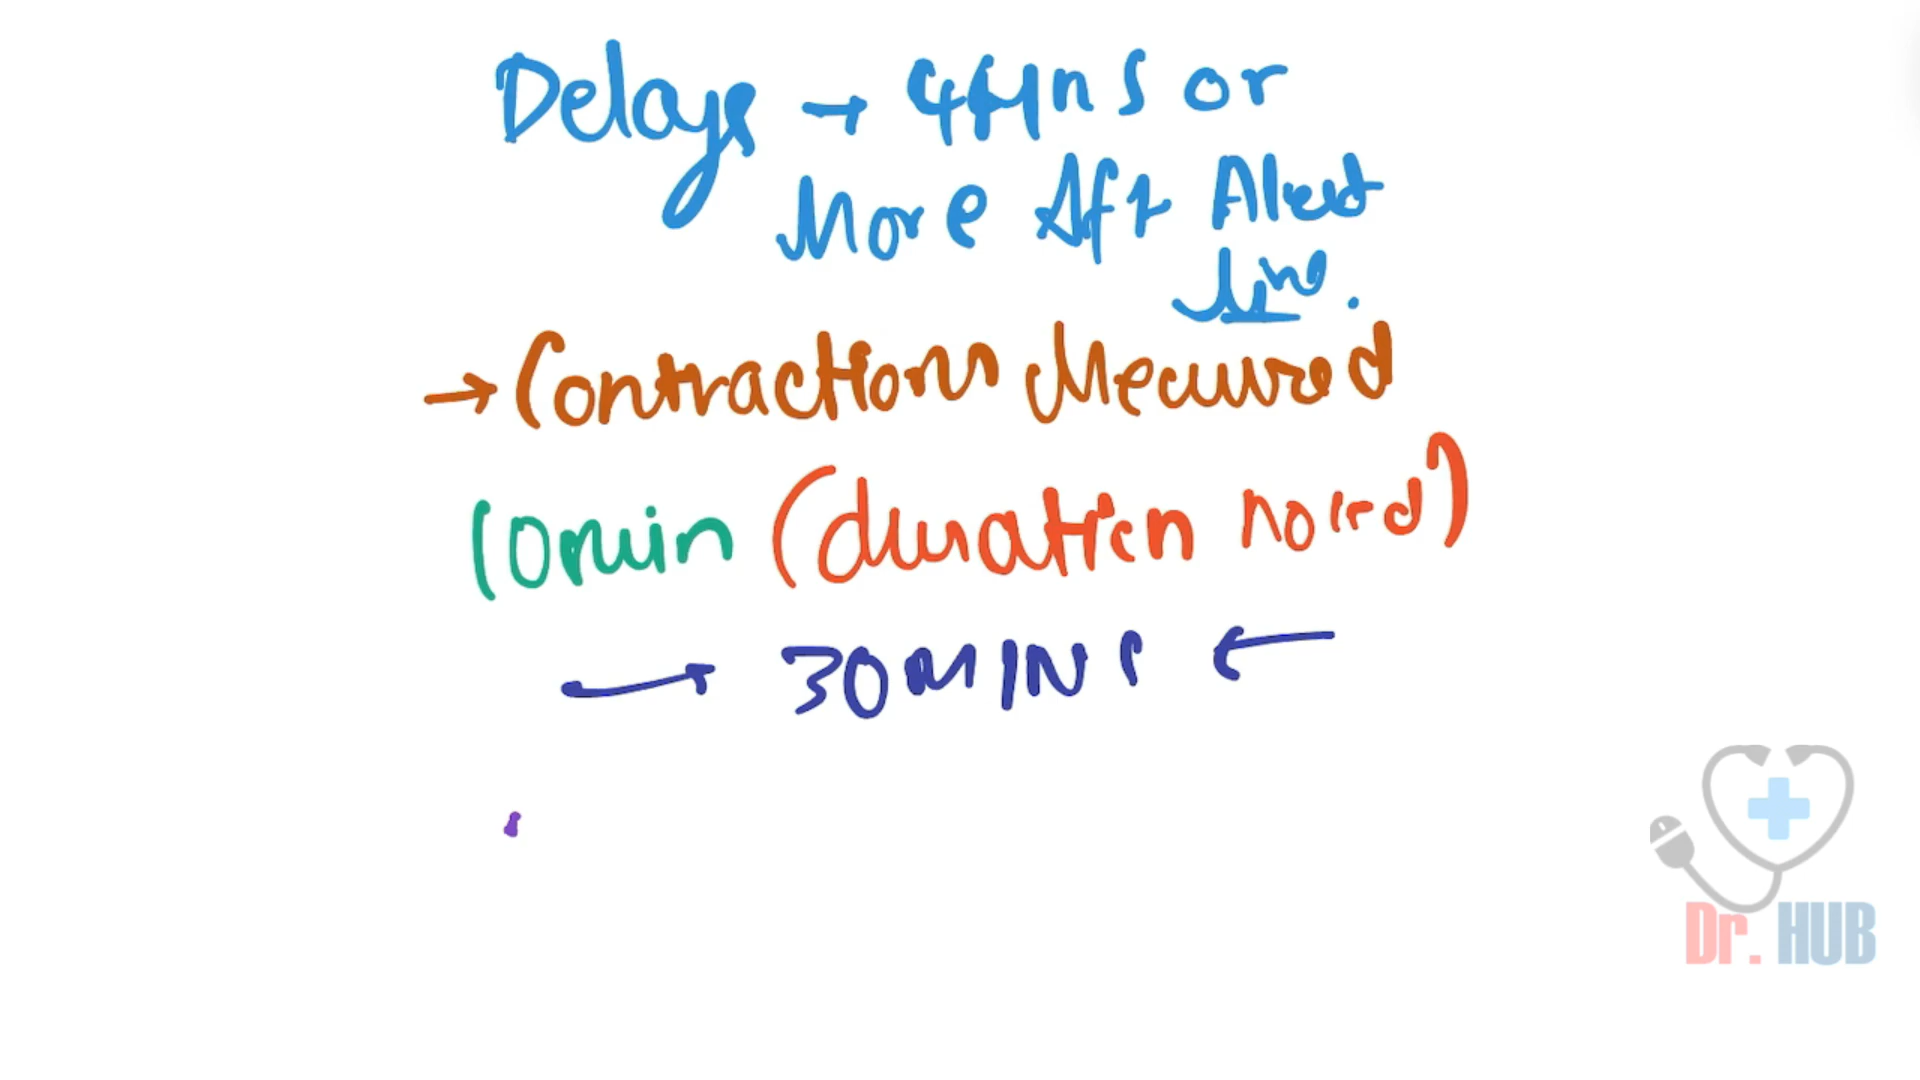 Delays → 4Hrs or
More Aft Alert
line.
→ Contractions Measured
10min (duration noted)
→ 30MINS ←
Dr. HUB